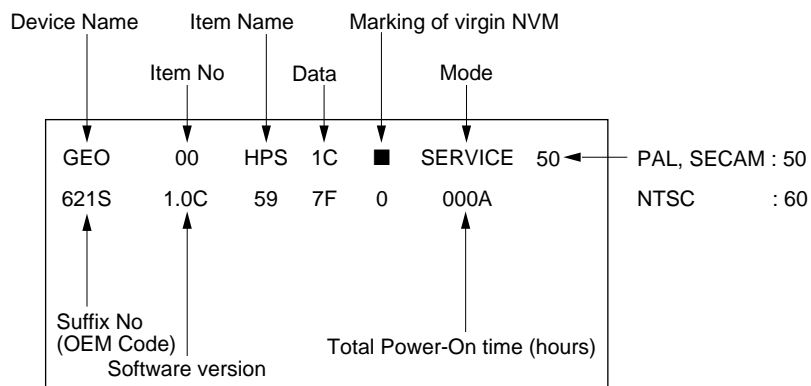 Device Name Item Name Marking of virgin NVM
Item No Data Mode
GEO 00 HPS 1C ■ SERVICE 50 PAL, SECAM : 50
621S 1.0C 59 7F 0 000A NTSC : 60
Suffix No
(OEM Code) Total Power-On time (hours)
Software version